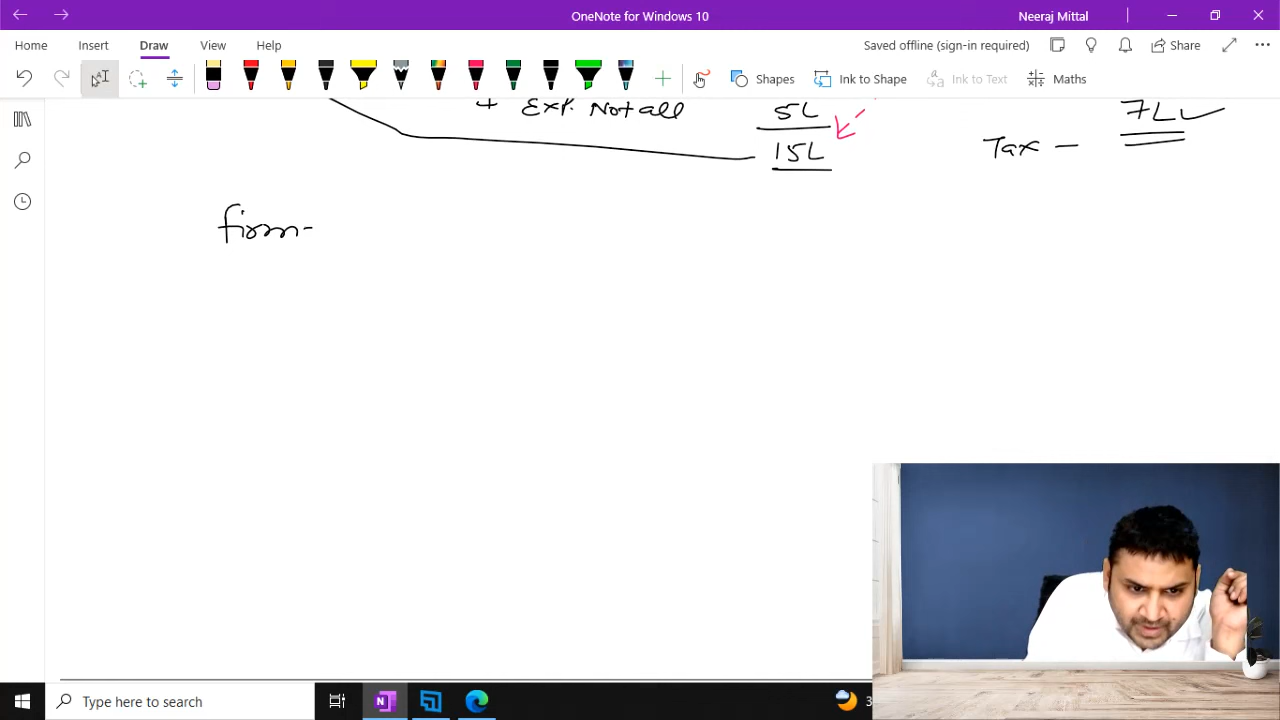 OneNote for Windows 10
Neeraj Mittal
Home Insert Draw View Help
Saved offline (sign-in required)
Share
Shapes
Ink to Shape
Ink to Text
Maths
+ Exp. Not all 5L
15L
7L
Tax -
firm-
Type here to search
3